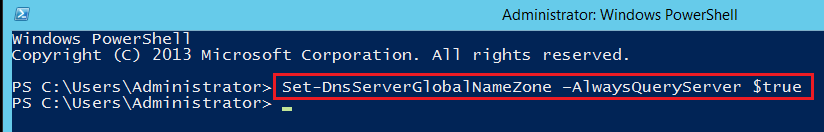 Administrator: Windows PowerShell
Windows PowerShell
Copyright (C) 2013 Microsoft Corporation. All rights reserved.
PS C:\Users\Administrator> Set-DnsServerGlobalNameZone –AlwaysQueryServer $true
PS C:\Users\Administrator> _